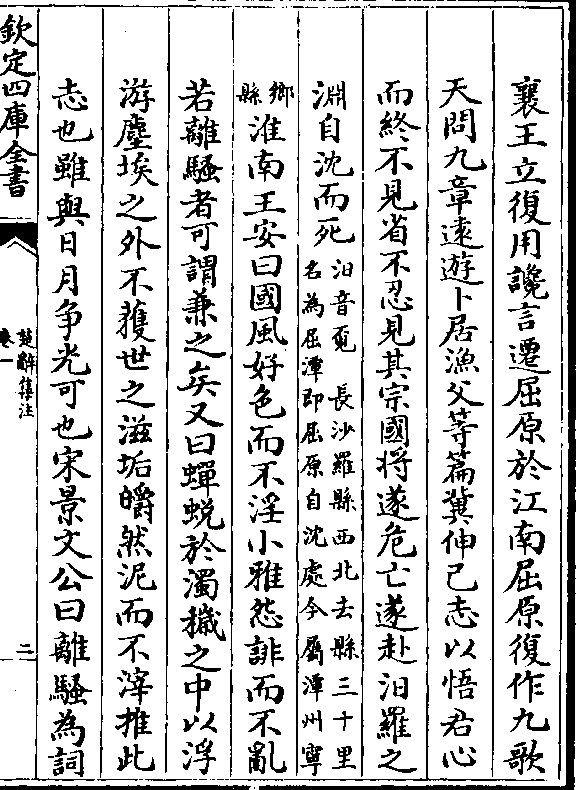 襄王立復用讒言遷屈原於江南屈原復作九歌
天問九章遠遊卜居漁父等篇冀伸己志以悟君心
而終不見省不忍見其宗國將遂危亡遂赴汨羅之
淵自沈而死汨音覓長沙羅縣西北去縣三十里
名為屈潭即屈原自沈處今屬潭州寧
鄉
縣淮南王安曰國風好色而不淫小雅怨誹而不亂
若離騷者可謂兼之矣又曰蟬蛻於濁穢之中以浮
游塵埃之外不獲世之滋垢皭然泥而不滓推此
志也雖與日月争光可也宋景文公曰離騷為詞
欽定四庫全書
楚辭集注
卷一
二